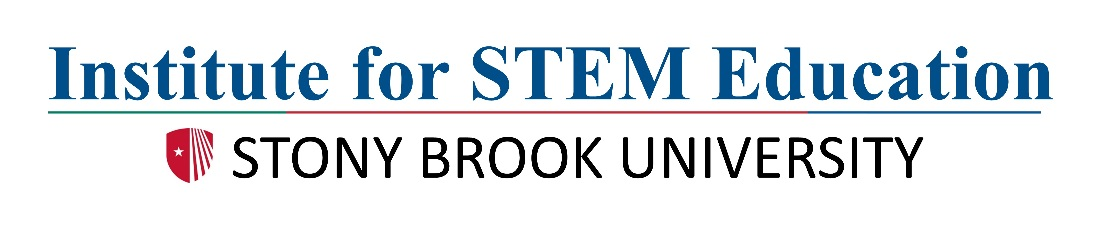 Institute for STEM Education
STONY BROOK UNIVERSITY